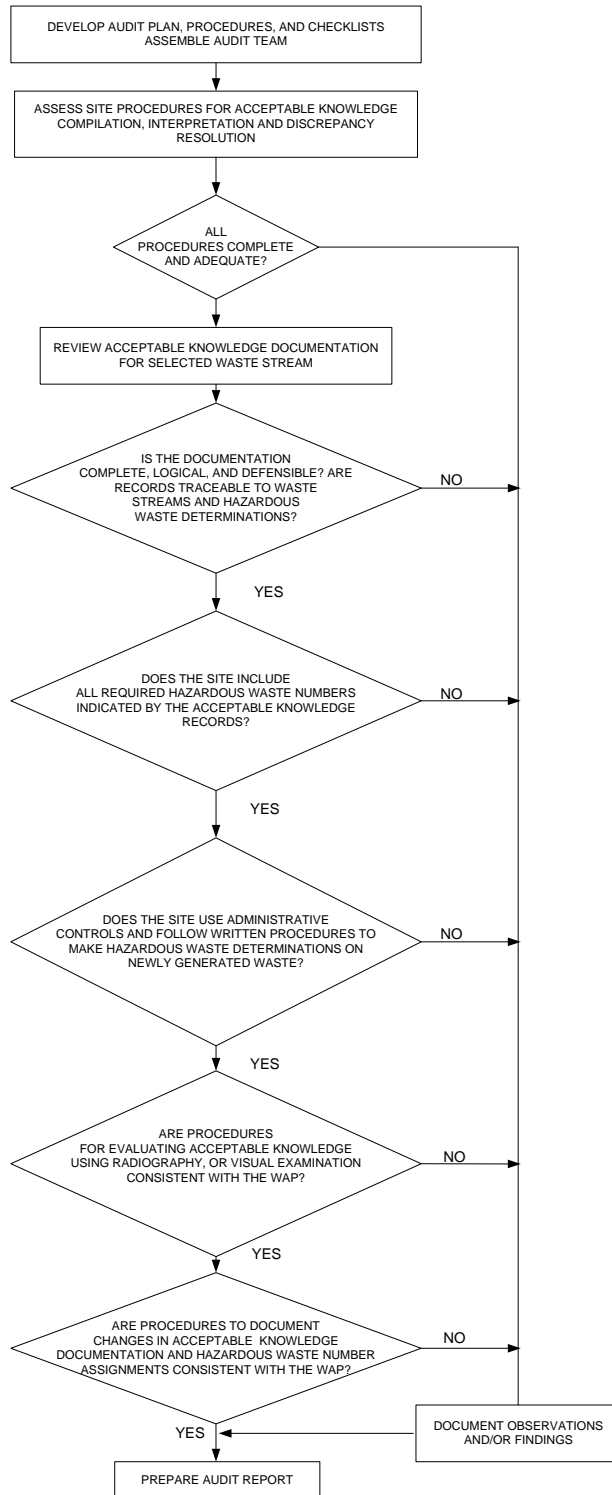 DEVELOP AUDIT PLAN, PROCEDURES, AND CHECKLISTS
ASSEMBLE AUDIT TEAM
ASSESS SITE PROCEDURES FOR ACCEPTABLE KNOWLEDGE
COMPILATION, INTERPRETATION AND DISCREPANCY
RESOLUTION
ALL
PROCEDURES COMPLETE
AND ADEQUATE?
REVIEW ACCEPTABLE KNOWLEDGE DOCUMENTATION
FOR SELECTED WASTE STREAM
IS THE DOCUMENTATION
COMPLETE, LOGICAL, AND DEFENSIBLE? ARE
RECORDS TRACEABLE TO WASTE
STREAMS AND HAZARDOUS
WASTE DETERMINATIONS?
NO
YES
DOES THE SITE INCLUDE
ALL REQUIRED HAZARDOUS WASTE NUMBERS
INDICATED BY THE ACCEPTABLE KNOWLEDGE
RECORDS?
NO
YES
DOES THE SITE USE ADMINISTRATIVE
CONTROLS AND FOLLOW WRITTEN PROCEDURES TO
MAKE HAZARDOUS WASTE DETERMINATIONS ON
NEWLY GENERATED WASTE?
NO
YES
ARE PROCEDURES
FOR EVALUATING ACCEPTABLE KNOWLEDGE
USING RADIOGRAPHY, OR VISUAL EXAMINATION
CONSISTENT WITH THE WAP?
NO
YES
ARE PROCEDURES TO DOCUMENT
CHANGES IN ACCEPTABLE KNOWLEDGE
DOCUMENTATION AND HAZARDOUS WASTE NUMBER
ASSIGNMENTS CONSISTENT WITH THE WAP?
NO
YES
DOCUMENT OBSERVATIONS
AND/OR FINDINGS
PREPARE AUDIT REPORT